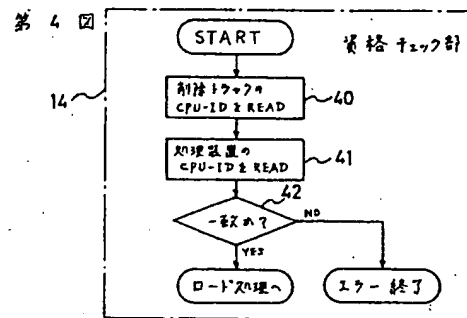 第 4 図
START
資格チェック部
14
削除トラックの
CPU-IDをREAD
40
処理装置の
CPU-IDをREAD
41
42
一致か?
NO
YES
ロード処理へ
エラー終了